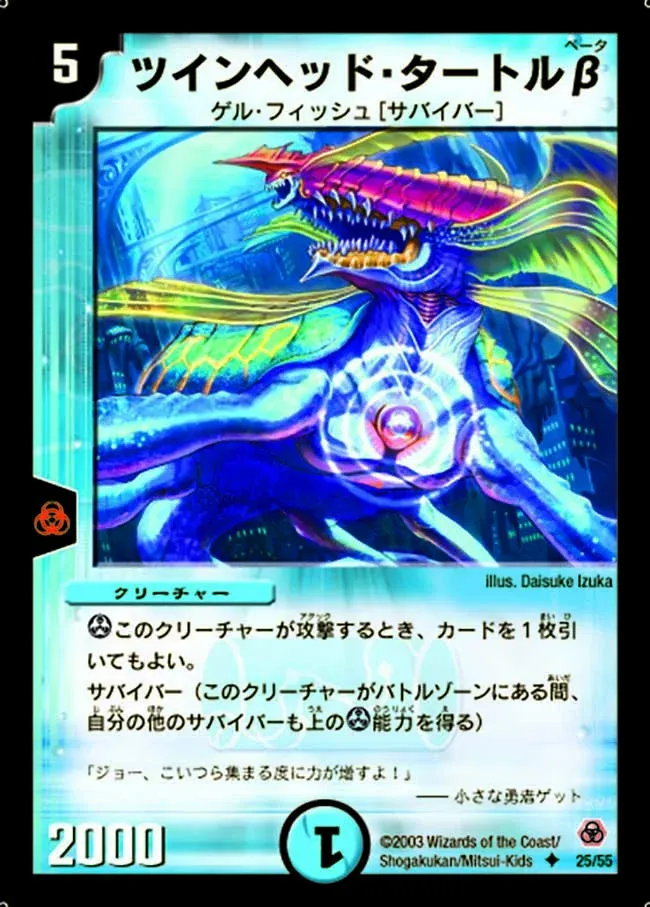 5
ベータ
ツインヘッド・タートルβ
ゲル・フィッシュ[サバイバー]
illus. Daisuke Izuka
クリーチャー
このクリーチャーが攻撃するとき、カードを1枚引
いてもよい。
サバイバー（このクリーチャーがバトルゾーンにある間、
自分の他のサバイバーも上の能力を得る）
「ジョー、こいつら集まる度に力が増すよ！」
―― 小さな勇者ゲット
2000
1
©2003 Wizards of the Coast/
Shogakukan/Mitsui-Kids
25/55